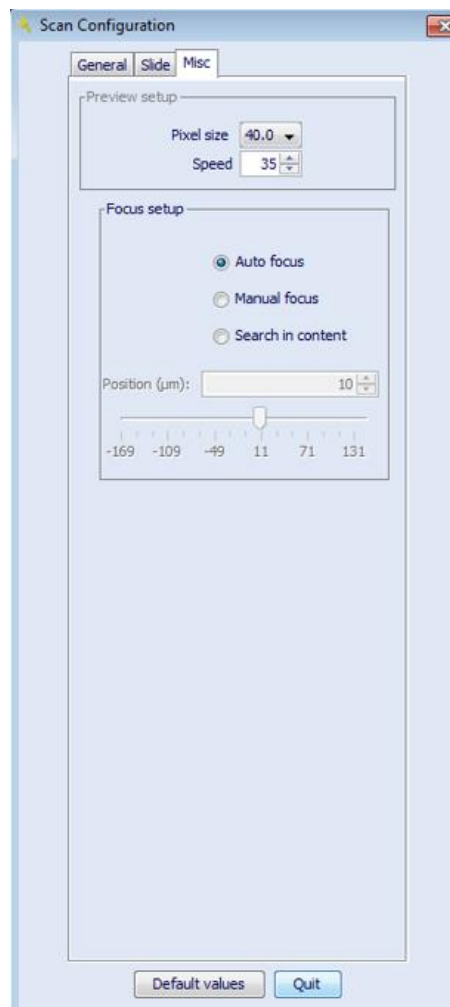 Scan Configuration
General Slide Misc
Preview setup
Pixel size 40.0
Speed 35
Focus setup
Auto focus
Manual focus
Search in content
Position (µm): 10
-169 -109 -49 11 71 131
Default values Quit